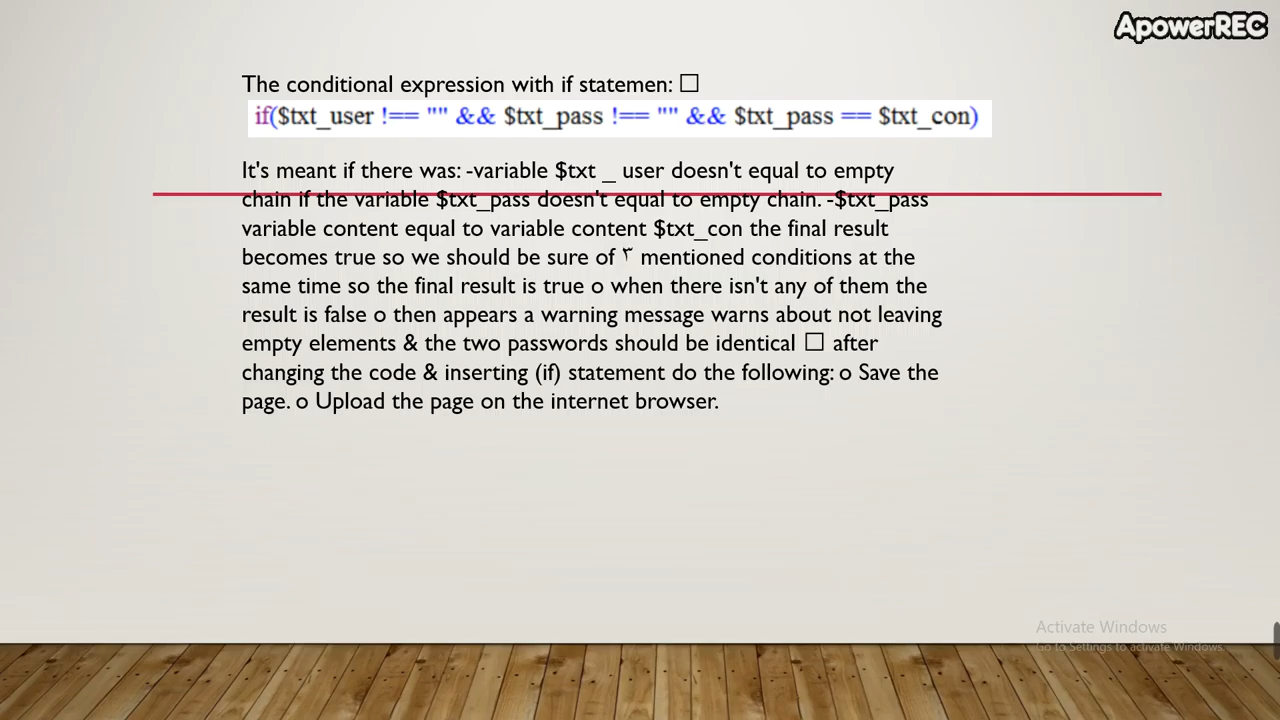 ApowerREC
The conditional expression with if statemen: □
if($txt_user !== "" && $txt_pass !== "" && $txt_pass == $txt_con)
It's meant if there was: -variable $txt _ user doesn't equal to empty
chain if the variable $txt_pass doesn't equal to empty chain. -$txt_pass
variable content equal to variable content $txt_con the final result
becomes true so we should be sure of ٣ mentioned conditions at the
same time so the final result is true o when there isn't any of them the
result is false o then appears a warning message warns about not leaving
empty elements & the two passwords should be identical □ after
changing the code & inserting (if) statement do the following: o Save the
page. o Upload the page on the internet browser.
Activate Windows
Go to Settings to activate Windows.